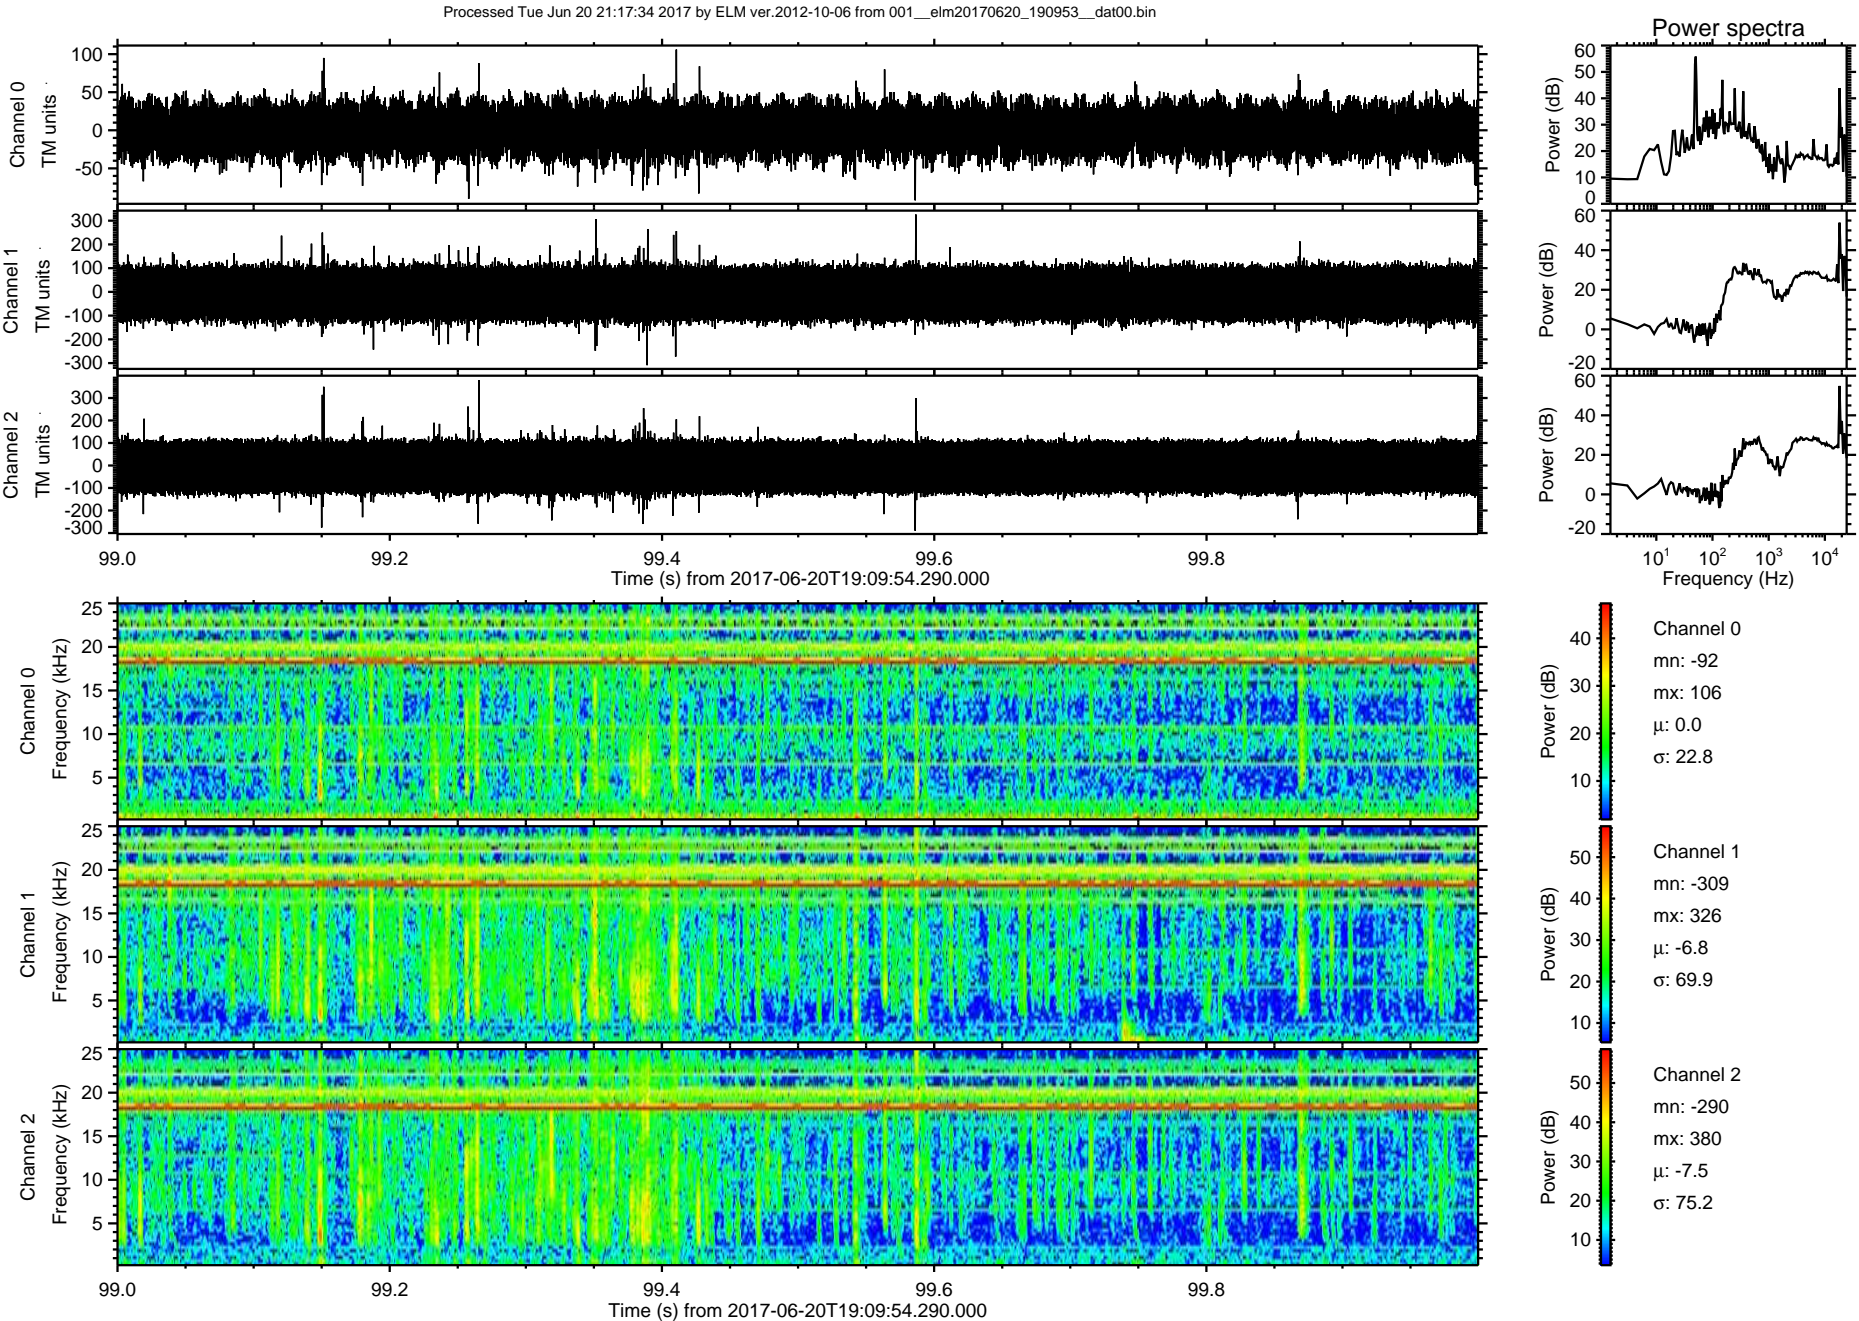 Processed Tue Jun 20 21:17:34 2017 by ELM ver.2012-10-06 from 001__elm20170620_190953__dat00.bin
Power spectra
Channel 0
TM units
100
50
0
-50
Power (dB)
60
50
40
30
20
10
0
Channel 1
TM units
300
200
100
0
-100
-200
-300
Power (dB)
60
40
20
0
-20
Channel 2
TM units
300
200
100
0
-100
-200
-300
Power (dB)
60
40
20
0
-20
99.0
99.2
99.4
99.6
99.8
Time (s) from 2017-06-20T19:09:54.290.000
10^1
10^2
10^3
10^4
Frequency (Hz)
Channel 0
Frequency (kHz)
25
20
15
10
5
Power (dB)
40
30
20
10
Channel 0
mn: -92
mx: 106
μ: 0.0
σ: 22.8
Channel 1
Frequency (kHz)
25
20
15
10
5
Power (dB)
50
40
30
20
10
Channel 1
mn: -309
mx: 326
μ: -6.8
σ: 69.9
Channel 2
Frequency (kHz)
25
20
15
10
5
Power (dB)
50
40
30
20
10
Channel 2
mn: -290
mx: 380
μ: -7.5
σ: 75.2
99.0
99.2
99.4
99.6
99.8
Time (s) from 2017-06-20T19:09:54.290.000